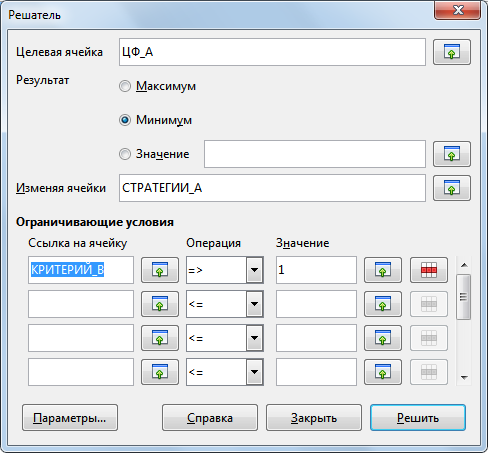 Решатель
Целевая ячейка ЦФ_А
Результат Максимум
Минимум
Значение
Изменяя ячейки СТРАТЕГИИ_А
Ограничивающие условия
Ссылка на ячейку Операция Значение
КРИТЕРИЙ_В => 1
<=
<=
<=
Параметры... Справка Закрыть Решить